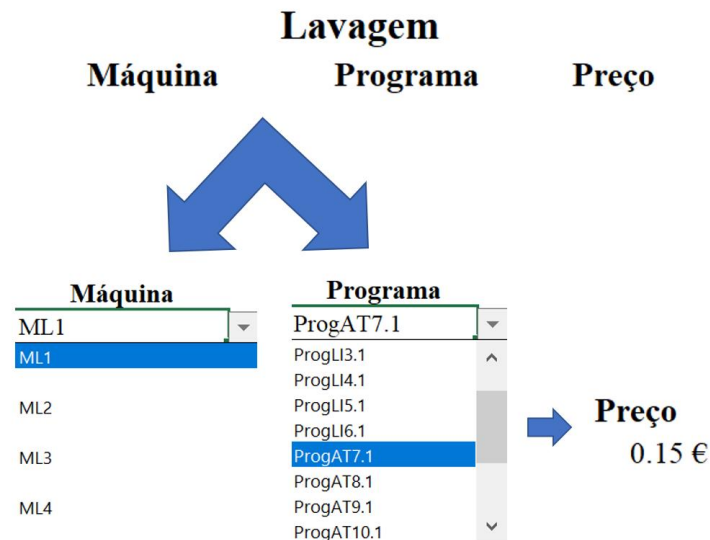 Lavagem
Máquina Programa Preço
Máquina
ML1
ML1
ML2
ML3
ML4
Programa
ProgAT7.1
ProgLI3.1
ProgLI4.1
ProgLI5.1
ProgLI6.1
ProgAT7.1
ProgAT8.1
ProgAT9.1
ProgAT10.1
Preço
0.15 €